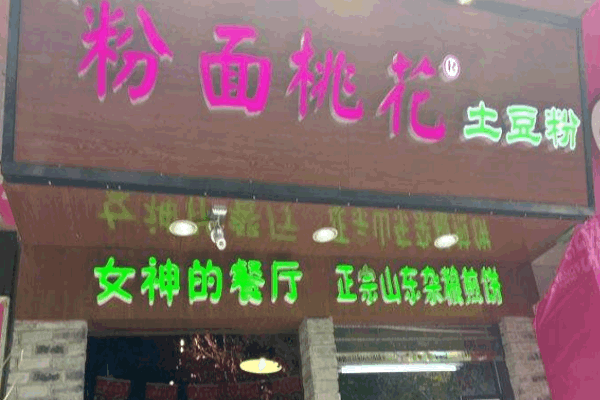 粉面桃花® 土豆粉
女神的餐厅 正宗山东杂粮煎饼